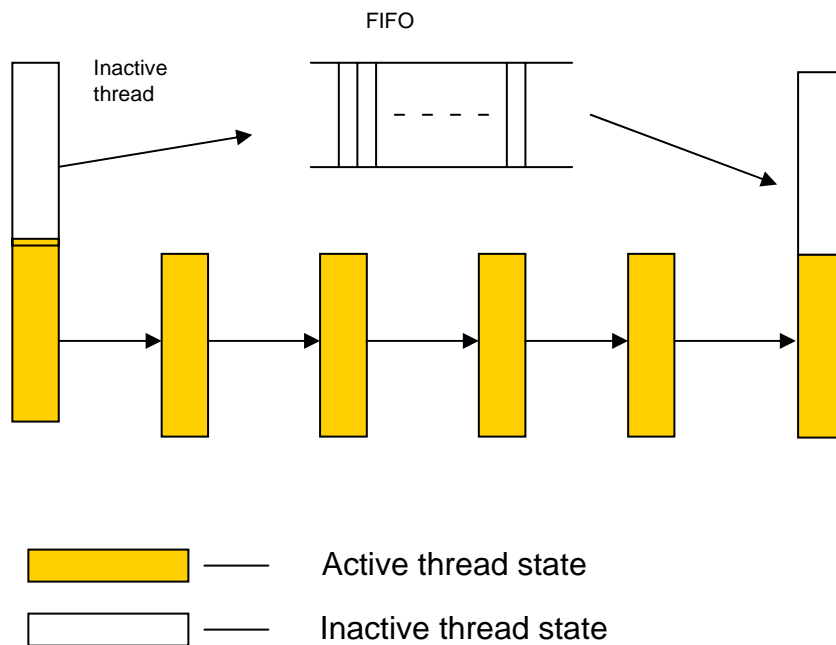 FIFO
Inactive
thread
Active thread state
Inactive thread state